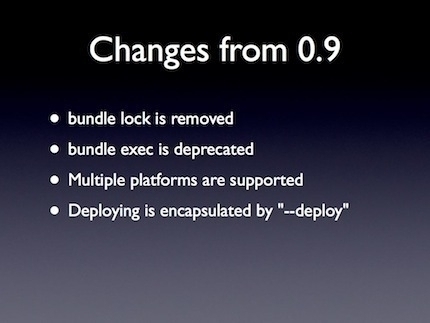 Changes from 0.9
• bundle lock is removed
• bundle exec is deprecated
• Multiple platforms are supported
• Deploying is encapsulated by "--deploy"